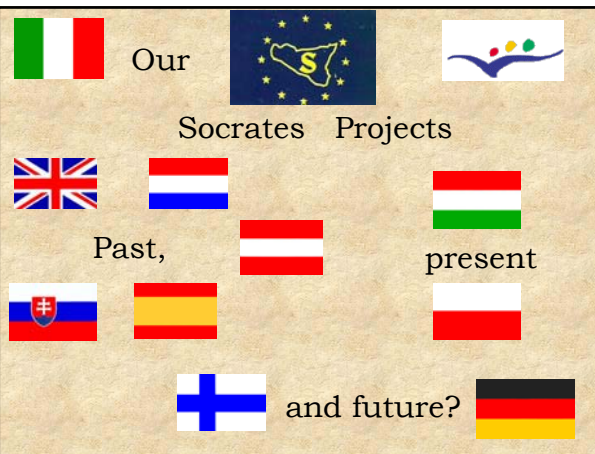 Our
S
Socrates Projects
Past,
present
and future?